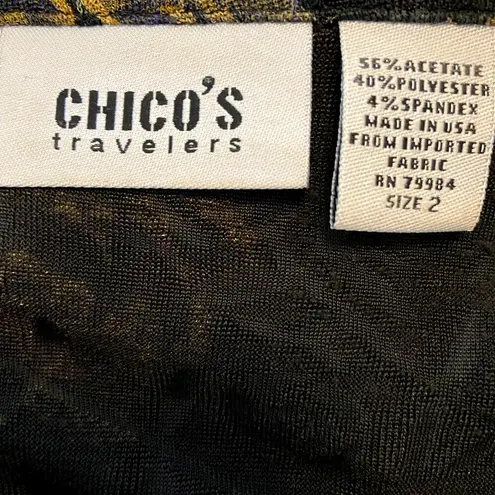 CHICO'S
travelers
56% ACETATE
40% POLYESTER
4% SPANDEX
MADE IN USA
FROM IMPORTED
FABRIC
RN 79984
SIZE 2